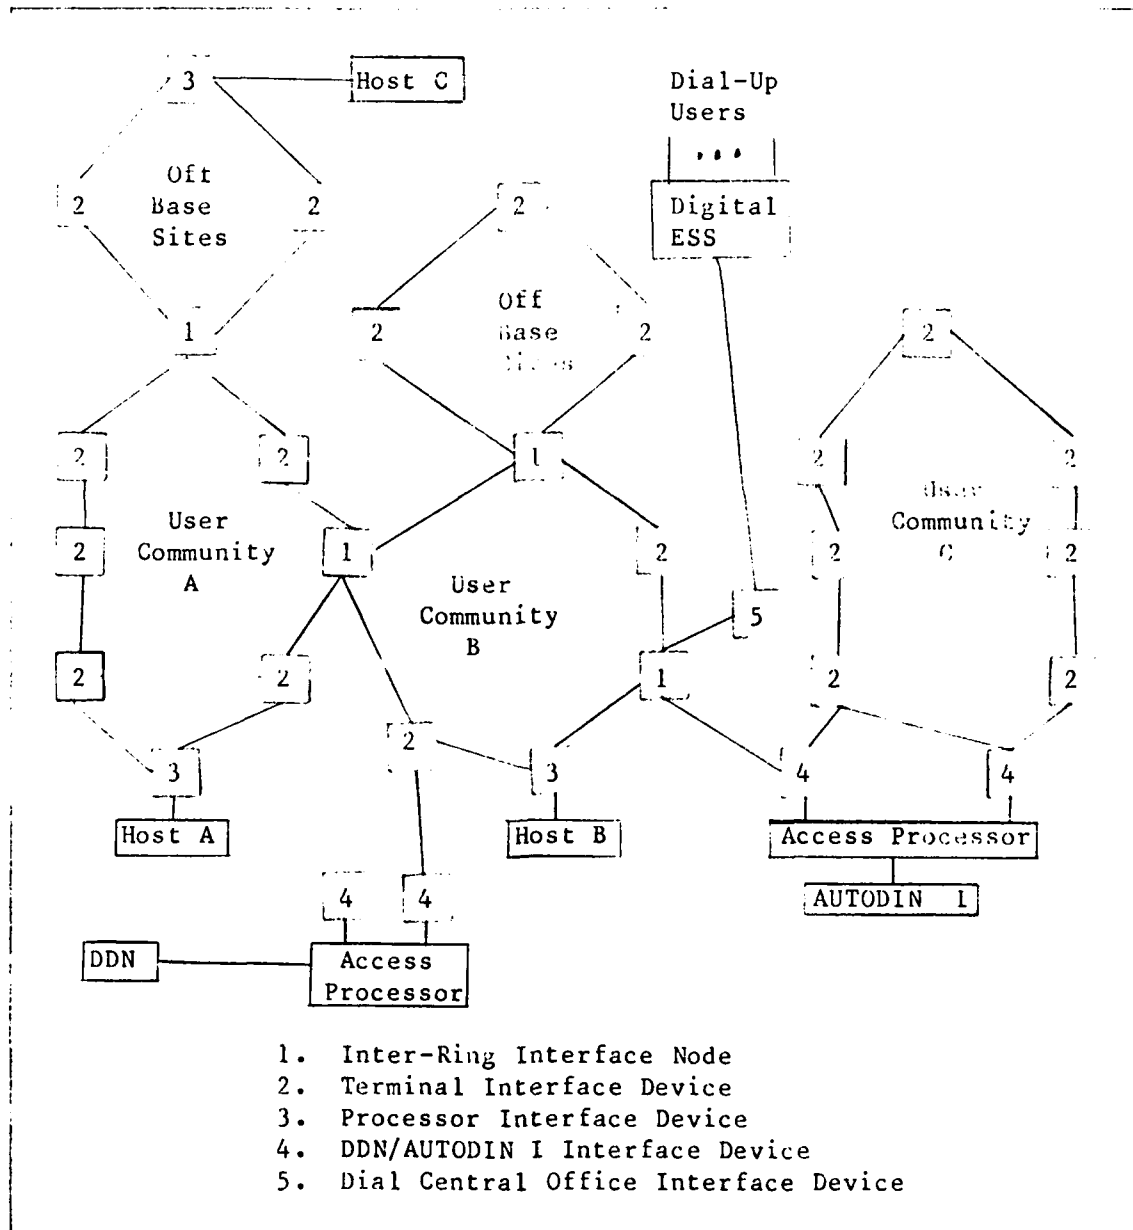 3
Host C
Dial-Up
Users
...
Oft
Base
Sites
2
2
2
Digital
ESS
Off
Base
1
2
2
2
2
2
1
2
2
User
Community
A
2
1
2
2
Community
C
2
User
Community
B
5
2
2
1
2
2
2
3
3
4
4
Host A
Host B
Access Processor
4
4
AUTODIN I
DDN
Access
Processor
1. Inter-Ring Interface Node
2. Terminal Interface Device
3. Processor Interface Device
4. DDN/AUTODIN I Interface Device
5. Dial Central Office Interface Device